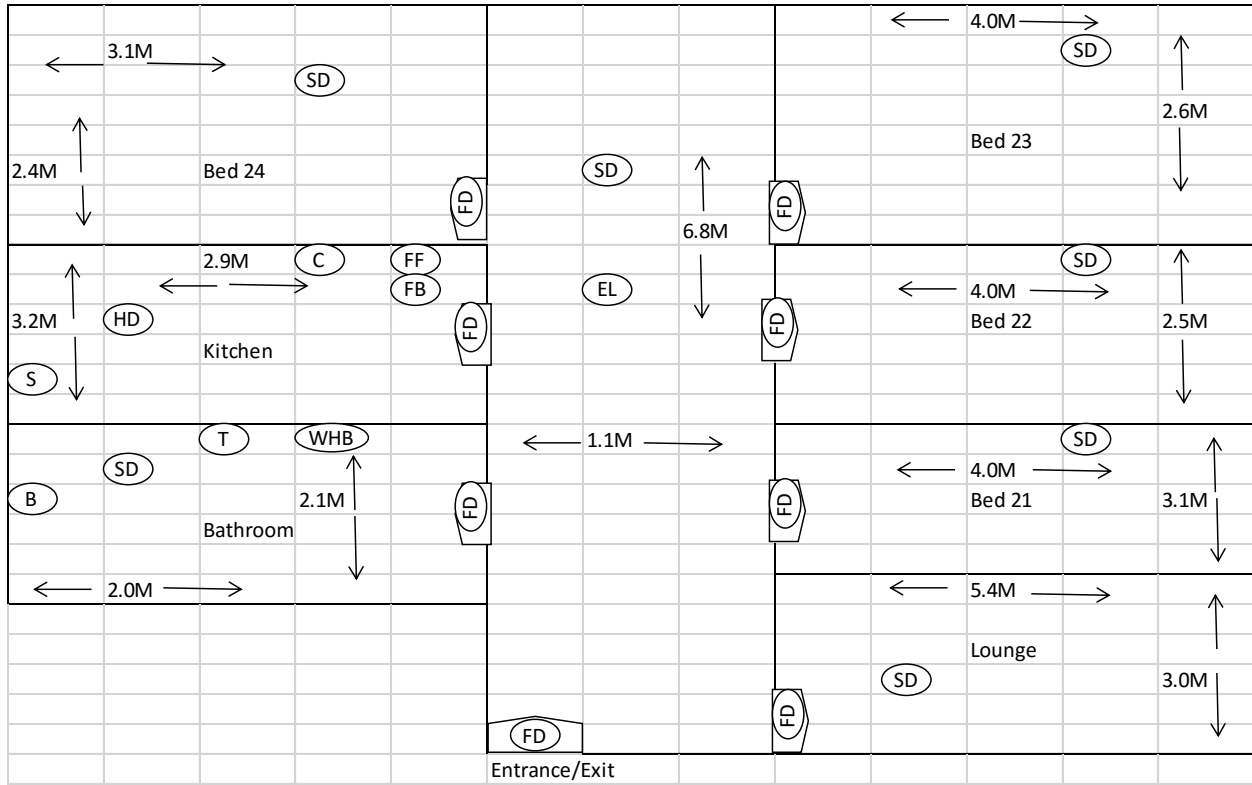 4.0M
3.1M
SD
SD
2.6M
Bed 23
2.4M
Bed 24
SD
FD
FD
6.8M
2.9M
C
FF
SD
FB
EL
4.0M
3.2M
HD
FD
FD
Bed 22
2.5M
Kitchen
S
T
WHB
1.1M
SD
SD
4.0M
B
2.1M
FD
FD
Bed 21
3.1M
Bathroom
2.0M
5.4M
Lounge
SD
3.0M
FD
FD
Entrance/Exit